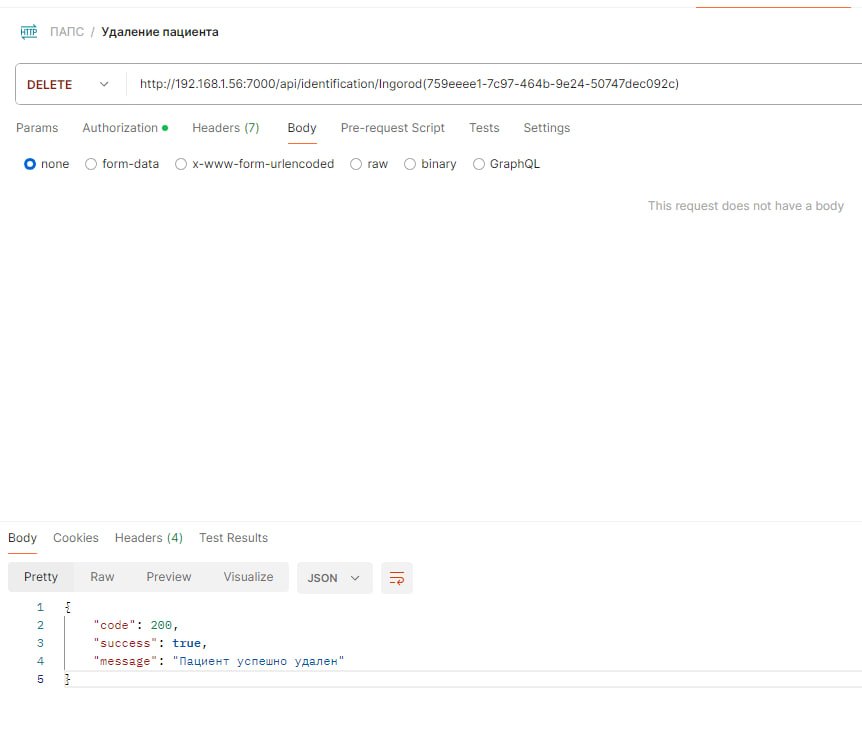 HTTP ПАПС / Удаление пациента
DELETE http://192.168.1.56:7000/api/identification/Ingorod(759eeee1-7c97-464b-9e24-50747dec092c)
Params Authorization Headers (7) Body Pre-request Script Tests Settings
none form-data x-www-form-urlencoded raw binary GraphQL
This request does not have a body
Body Cookies Headers (4) Test Results
Pretty Raw Preview Visualize JSON
1 {
2 "code": 200,
3 "success": true,
4 "message": "Пациент успешно удален"
5 }